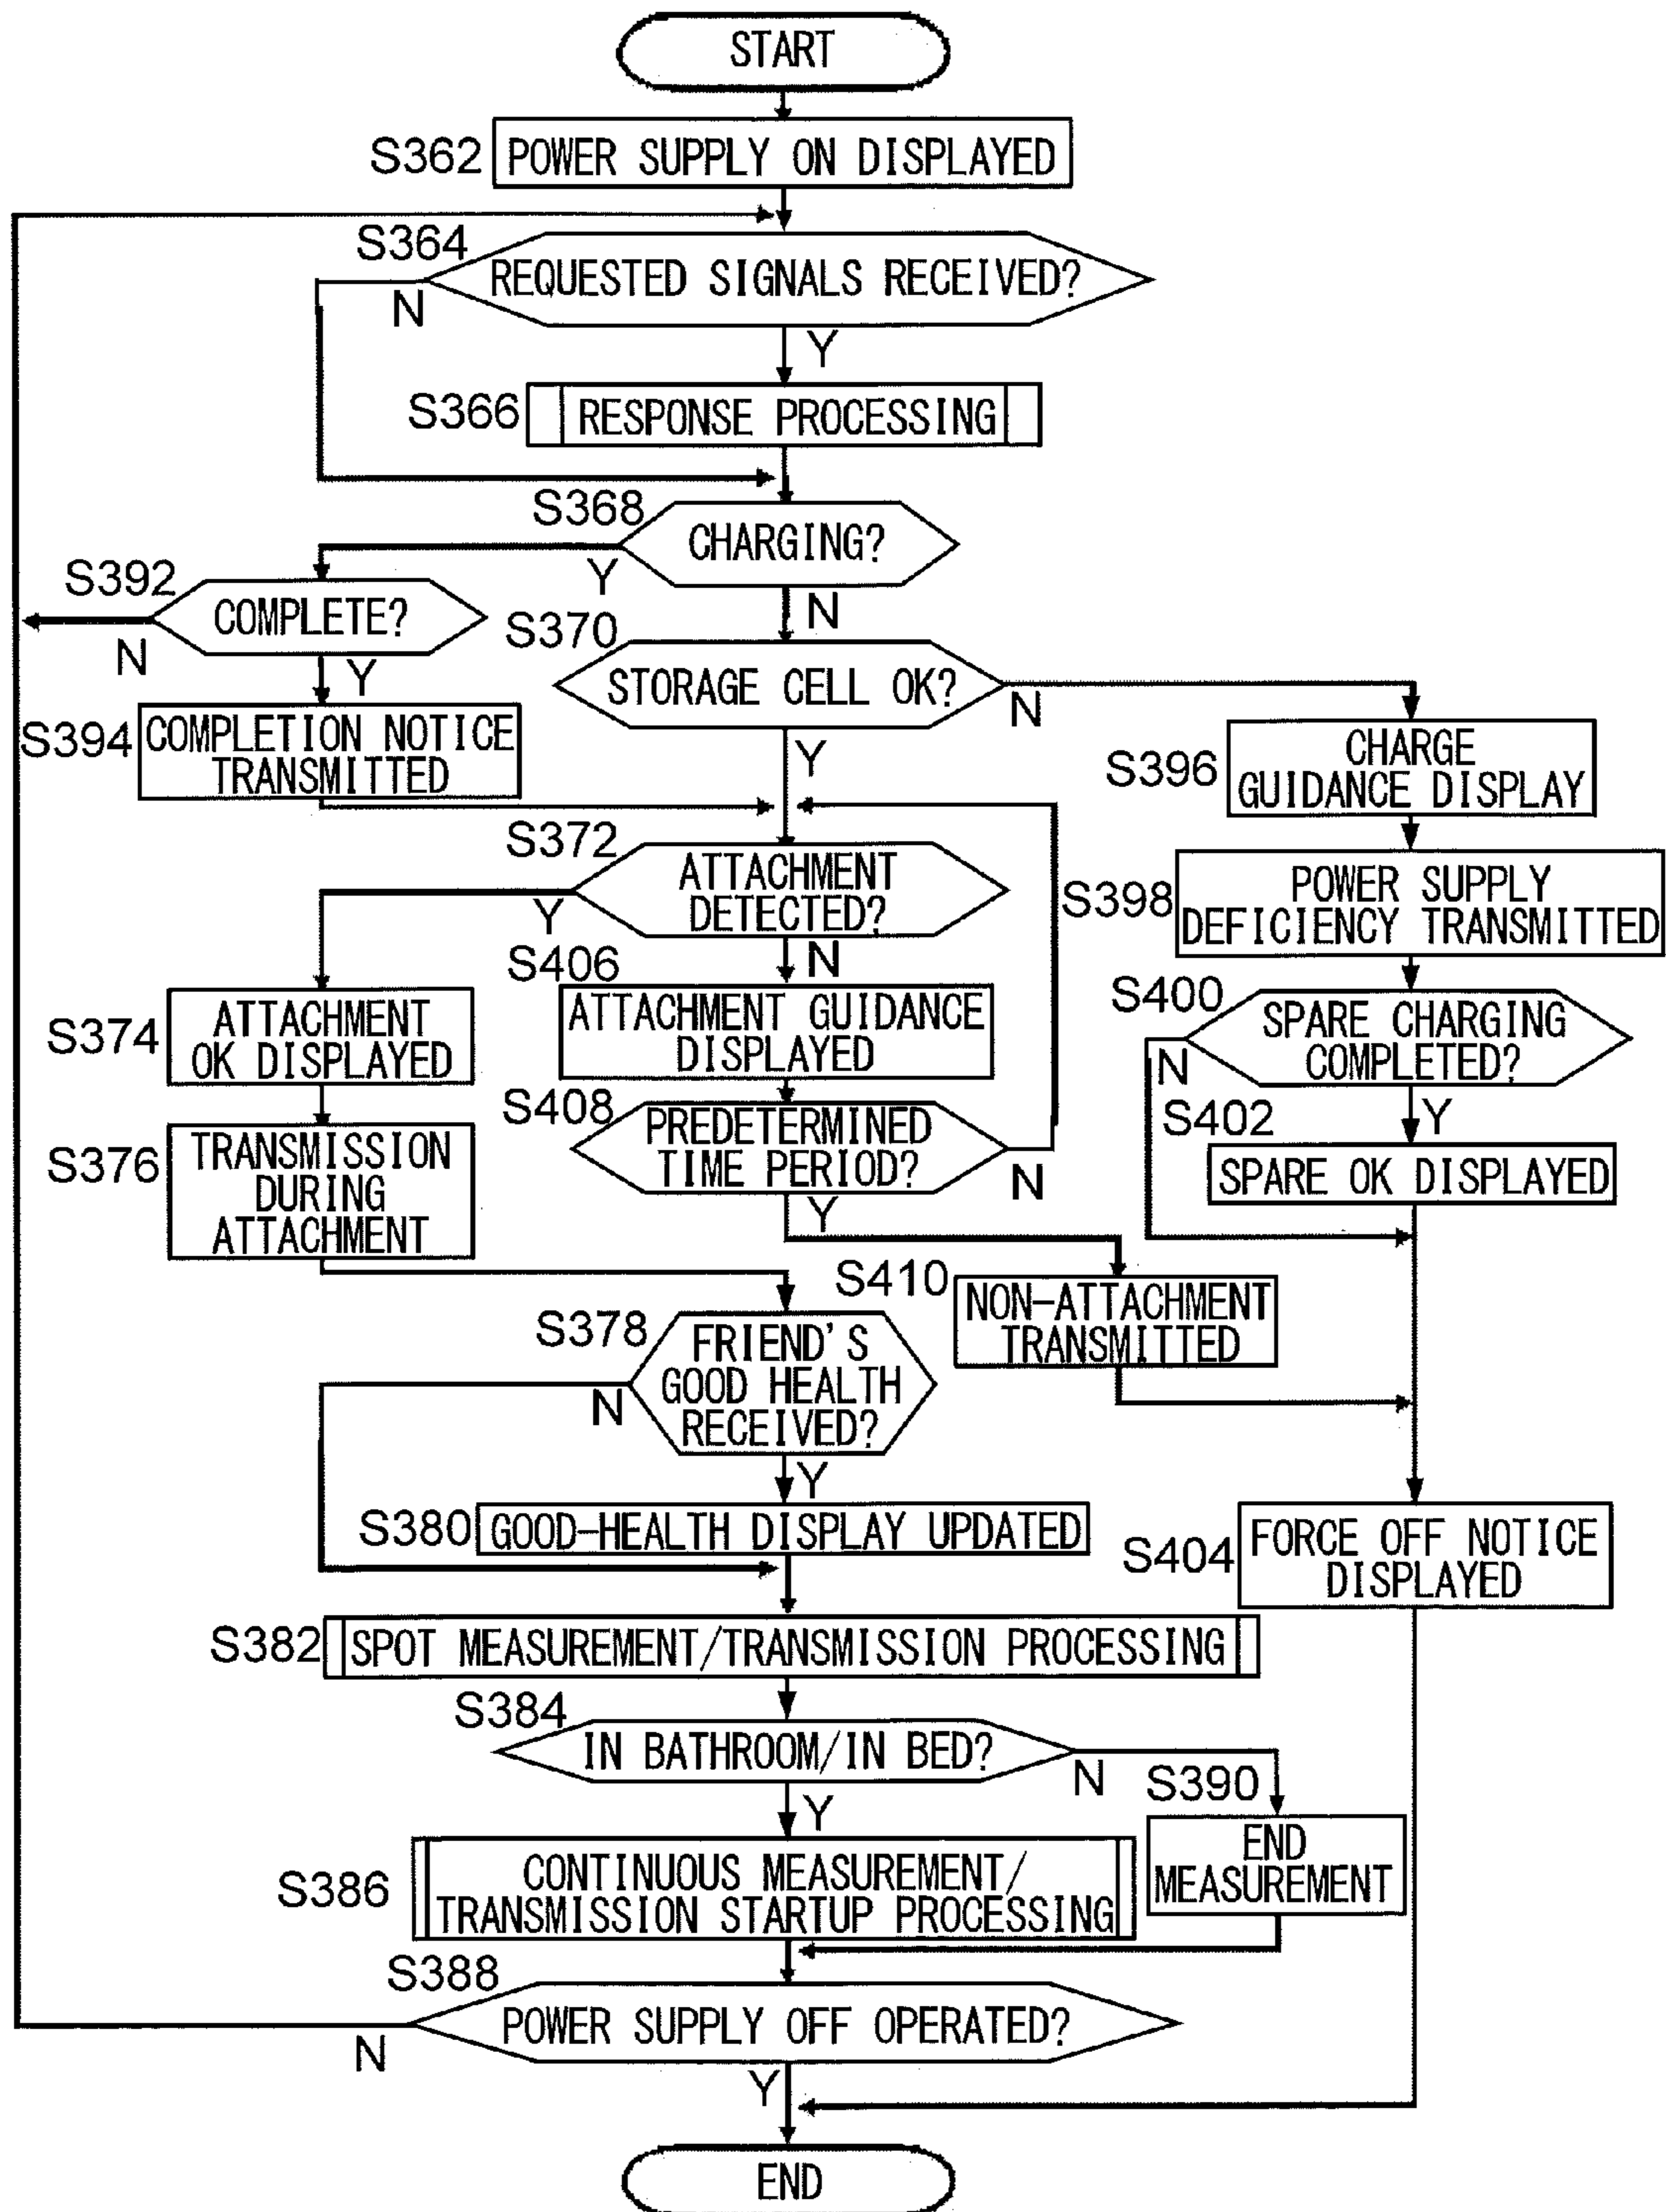 START
S362
POWER SUPPLY ON DISPLAYED
S364
REQUESTED SIGNALS RECEIVED?
N
Y
S366
RESPONSE PROCESSING
S368
CHARGING?
Y
N
S392
COMPLETE?
N
Y
S370
STORAGE CELL OK?
N
Y
S394
COMPLETION NOTICE
TRANSMITTED
S396
CHARGE
GUIDANCE DISPLAY
S372
ATTACHMENT
DETECTED?
Y
N
S398
POWER SUPPLY
DEFICIENCY TRANSMITTED
S374
ATTACHMENT
OK DISPLAYED
S406
ATTACHMENT GUIDANCE
DISPLAYED
S400
SPARE CHARGING
COMPLETED?
N
Y
S376
TRANSMISSION
DURING
ATTACHMENT
S408
PREDETERMINED
TIME PERIOD?
N
Y
S402
SPARE OK DISPLAYED
S410
NON-ATTACHMENT
TRANSMITTED
S378
FRIEND'S
GOOD HEALTH
RECEIVED?
N
Y
S380
GOOD-HEALTH DISPLAY UPDATED
S404
FORCE OFF NOTICE
DISPLAYED
S382
SPOT MEASUREMENT/TRANSMISSION PROCESSING
S384
IN BATHROOM/IN BED?
N
Y
S390
END
MEASUREMENT
S386
CONTINUOUS MEASUREMENT/
TRANSMISSION STARTUP PROCESSING
S388
POWER SUPPLY OFF OPERATED?
N
Y
END